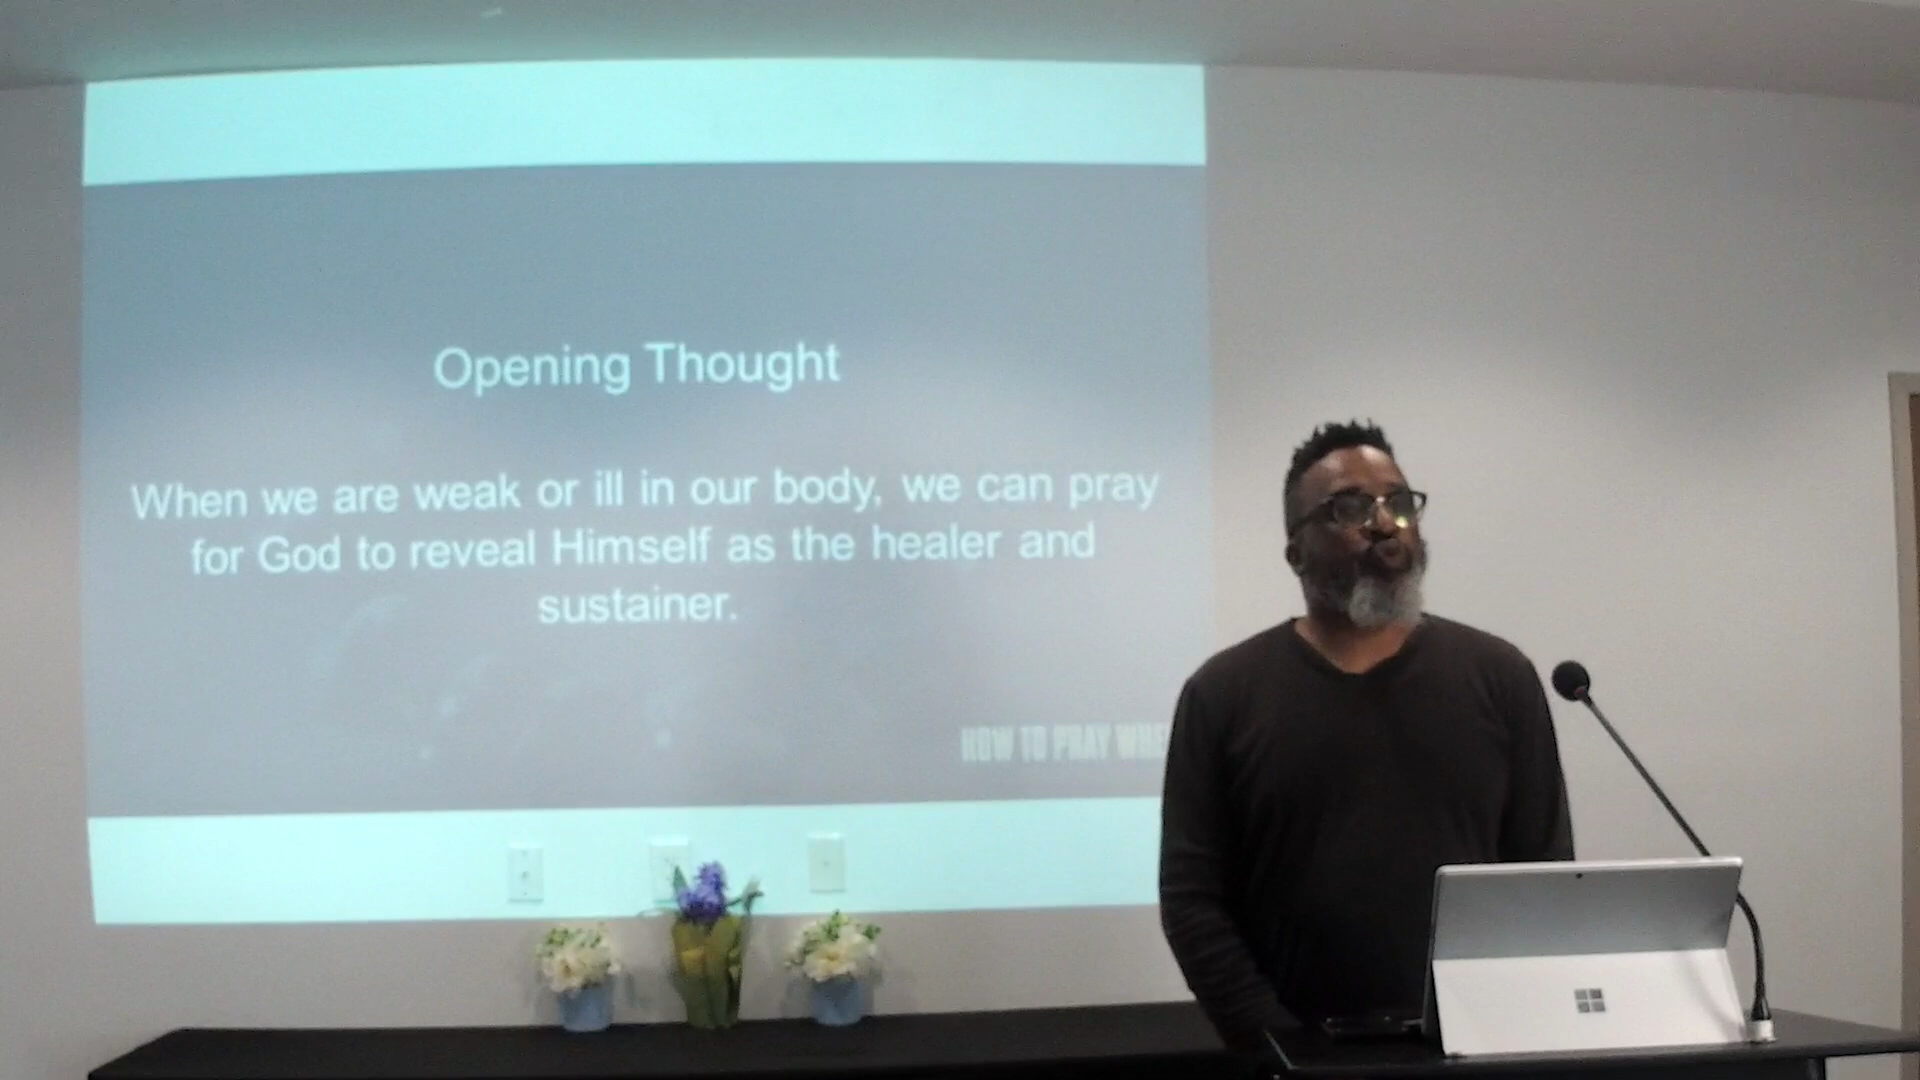 Opening Thought
When we are weak or ill in our body, we can pray
for God to reveal Himself as the healer and
sustainer.
HOW TO PRAY